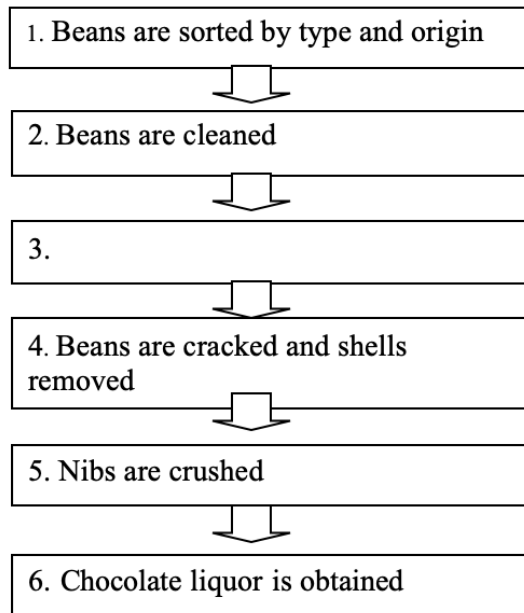 1. Beans are sorted by type and origin
2. Beans are cleaned
3.
4. Beans are cracked and shells
removed
5. Nibs are crushed
6. Chocolate liquor is obtained